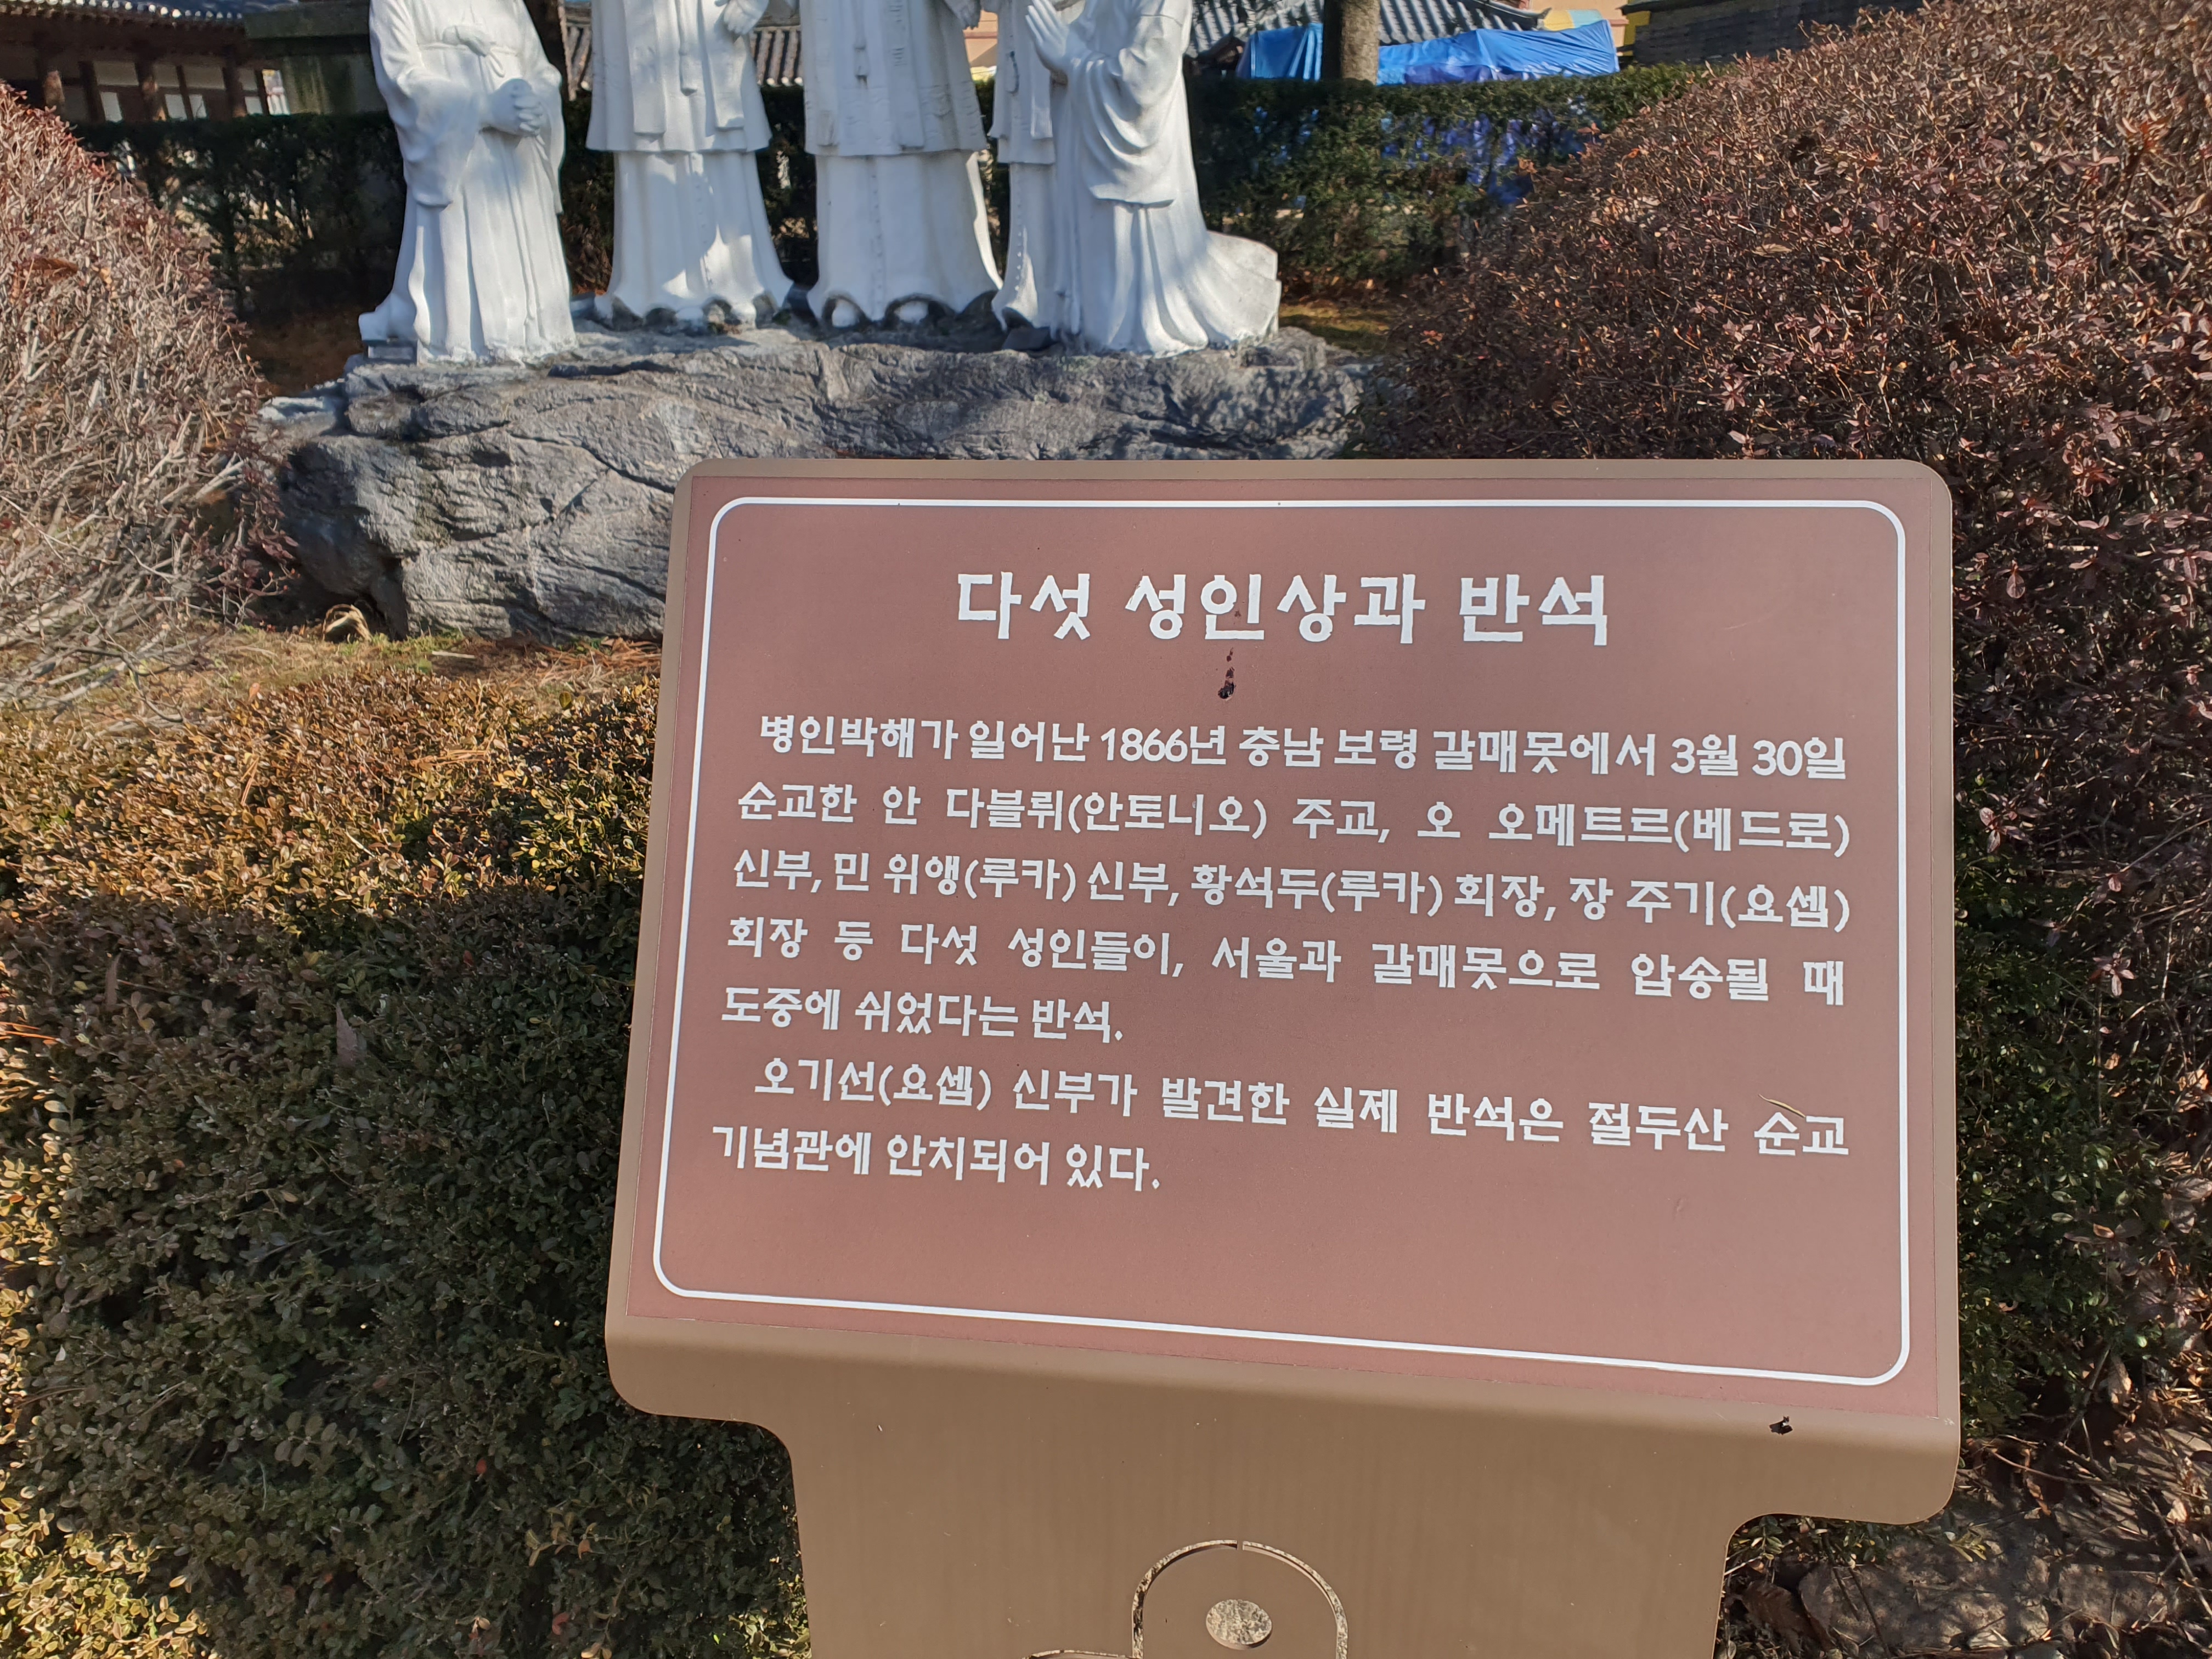 다섯 성인상과 반석
병인박해가 일어난 1866년 충남 보령 갈매못에서 3월 30일
순교한 안 다블뤼(안토니오) 주교, 오 오메트르(베드로)
신부, 민 위앵(루카) 신부, 황석두(루카) 회장, 장 주기(요셉)
회장 등 다섯 성인들이, 서울과 갈매못으로 압송될 때
도중에 쉬었다는 반석.
오기선(요셉) 신부가 발견한 실제 반석은 절두산 순교
기념관에 안치되어 있다.